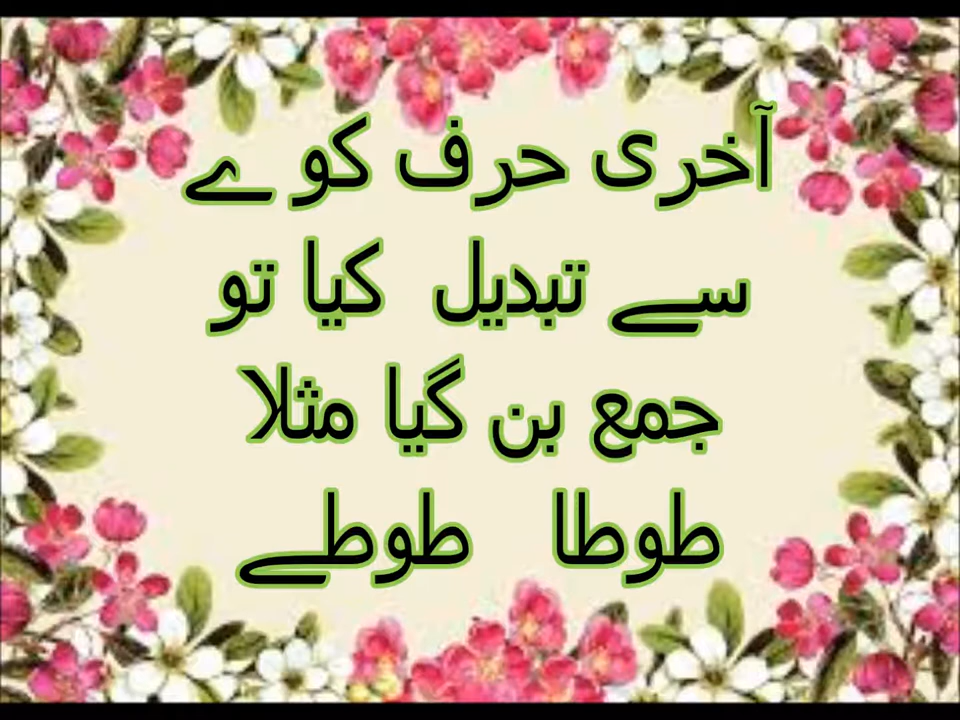 آخری حرف کو ے
سے تبدیل کیا تو
جمع بن گیا مثلا
طوطا طوطے